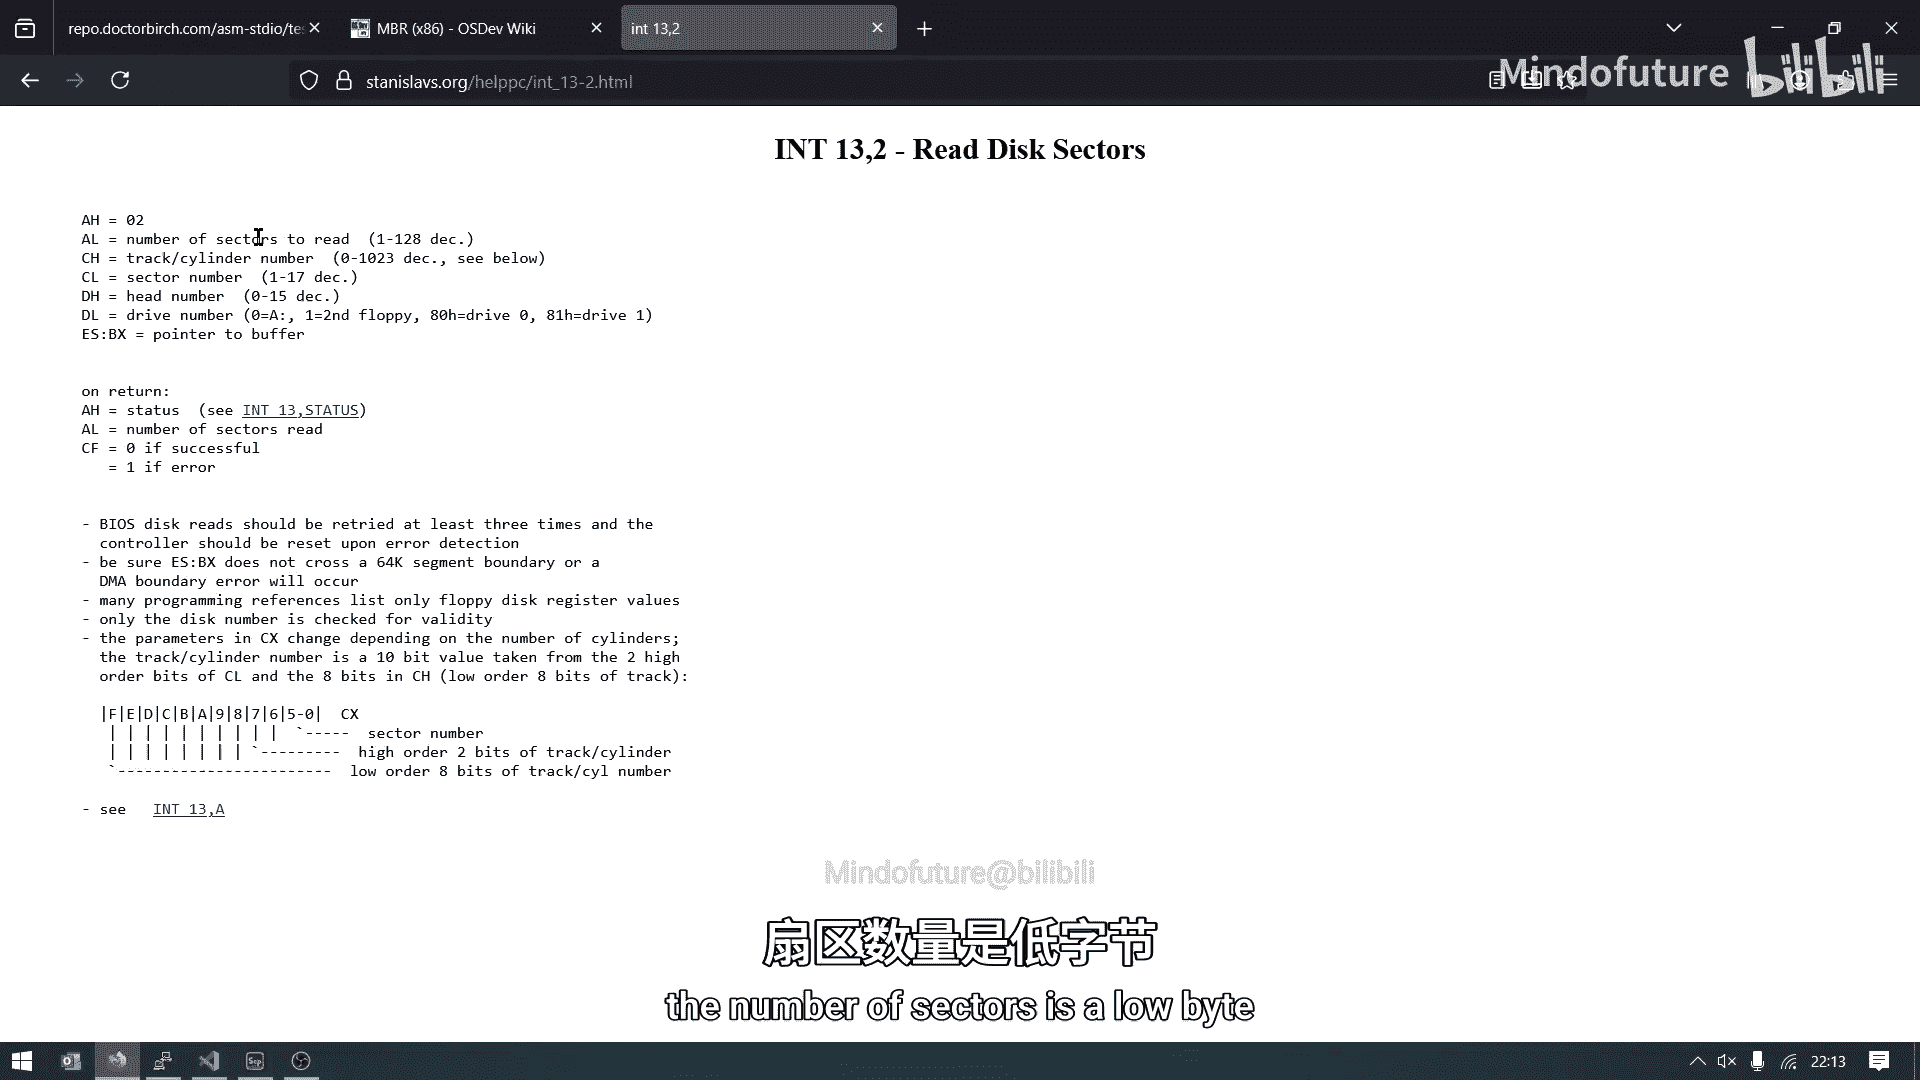 repo.doctorbirch.com/asm-stdio/te
MBR (x86) - OSDev Wiki
int 13,2
stanislavs.org/helppc/int_13-2.html
Mindofuture bilibili
INT 13,2 - Read Disk Sectors
AH = 02
AL = number of sectors to read  (1-128 dec.)
CH = track/cylinder number  (0-1023 dec., see below)
CL = sector number  (1-17 dec.)
DH = head number  (0-15 dec.)
DL = drive number (0=A:, 1=2nd floppy, 80h=drive 0, 81h=drive 1)
ES:BX = pointer to buffer
on return:
AH = status  (see INT 13,STATUS)
AL = number of sectors read
CF = 0 if successful
= 1 if error
- BIOS disk reads should be retried at least three times and the
controller should be reset upon error detection
- be sure ES:BX does not cross a 64K segment boundary or a
DMA boundary error will occur
- many programming references list only floppy disk register values
- only the disk number is checked for validity
- the parameters in CX change depending on the number of cylinders;
the track/cylinder number is a 10 bit value taken from the 2 high
order bits of CL and the 8 bits in CH (low order 8 bits of track):
|F|E|D|C|B|A|9|8|7|6|5-0|  CX
| | | | | | | | | |  `-----  sector number
| | | | | | | | `---------  high order 2 bits of track/cylinder
`------------------------  low order 8 bits of track/cyl number
- see   INT 13,A
Mindofuture@bilibili
扇区数量是低字节
the number of sectors is a low byte
22:13